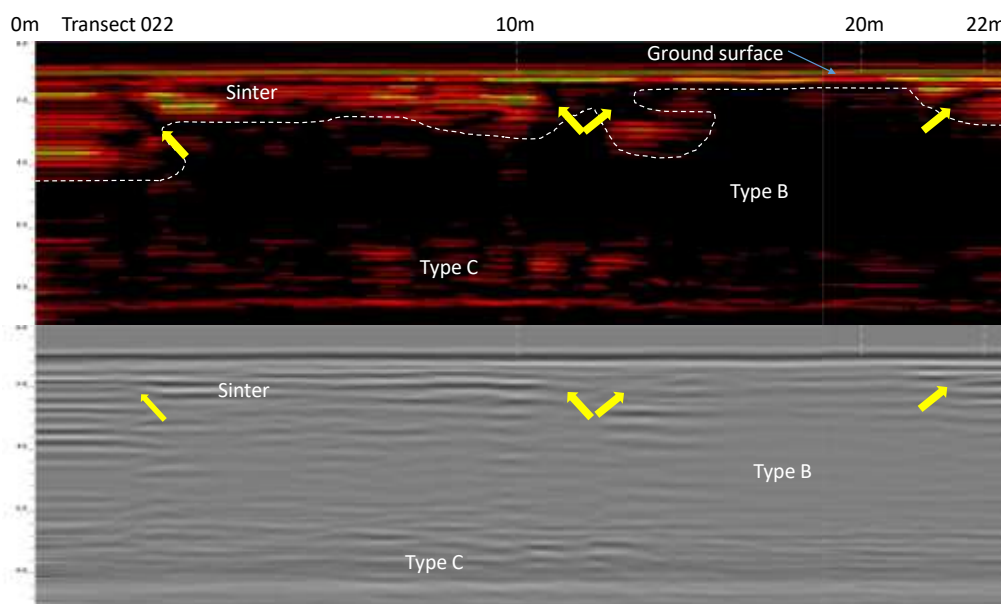 0m Transect 022 10m 20m 22m
Ground surface
Sinter
Type B
Type C
Sinter
Type B
Type C